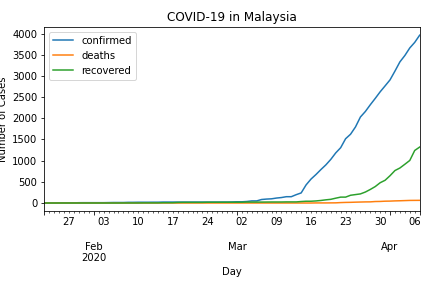 COVID-19 in Malaysia
confirmed
deaths
recovered
Number of Cases
4000
3500
3000
2500
2000
1500
1000
500
0
27 03 10 17 24 02 09 16 23 30 06
Feb Mar Apr
2020
Day